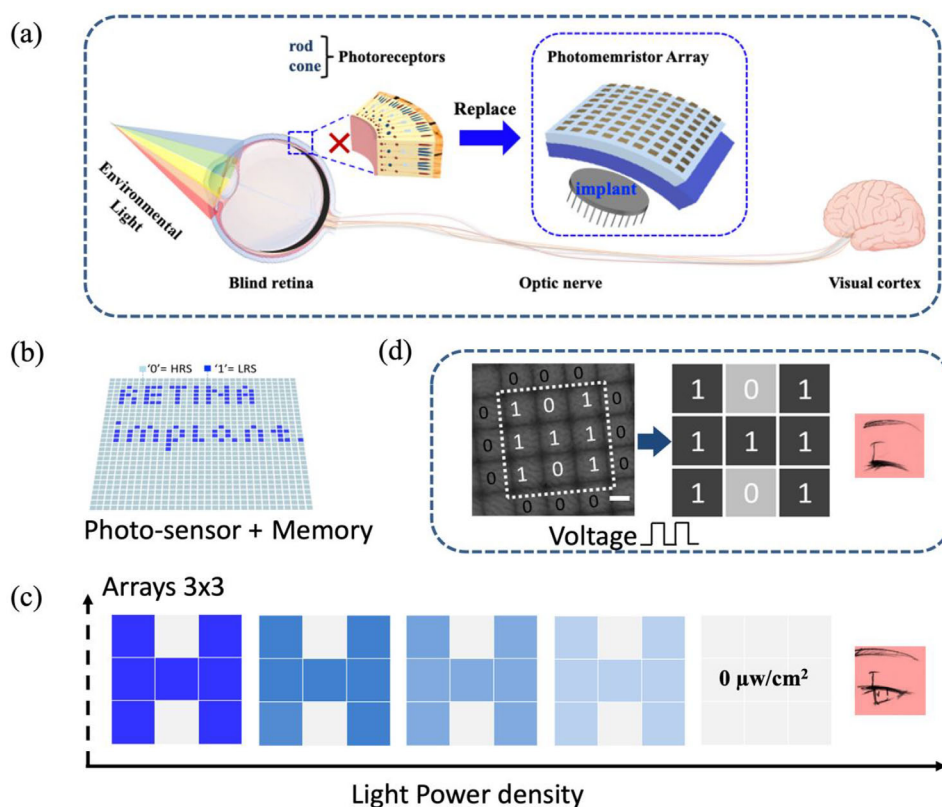 (a)
rod
cone
Photoreceptors
Photomemristor Array
Replace
implant
Environmental
Light
Blind retina
Optic nerve
Visual cortex
(b)
'0'= HRS '1'= LRS
RETINA
implant.
Photo-sensor + Memory
(d)
0 0 0
0 1 0 1 0
0 1 1 1 0
0 1 0 1 0
0 0 0
1 0 1
1 1 1
1 0 1
Voltage
(c)
Arrays 3x3
0 μw/cm²
Light Power density